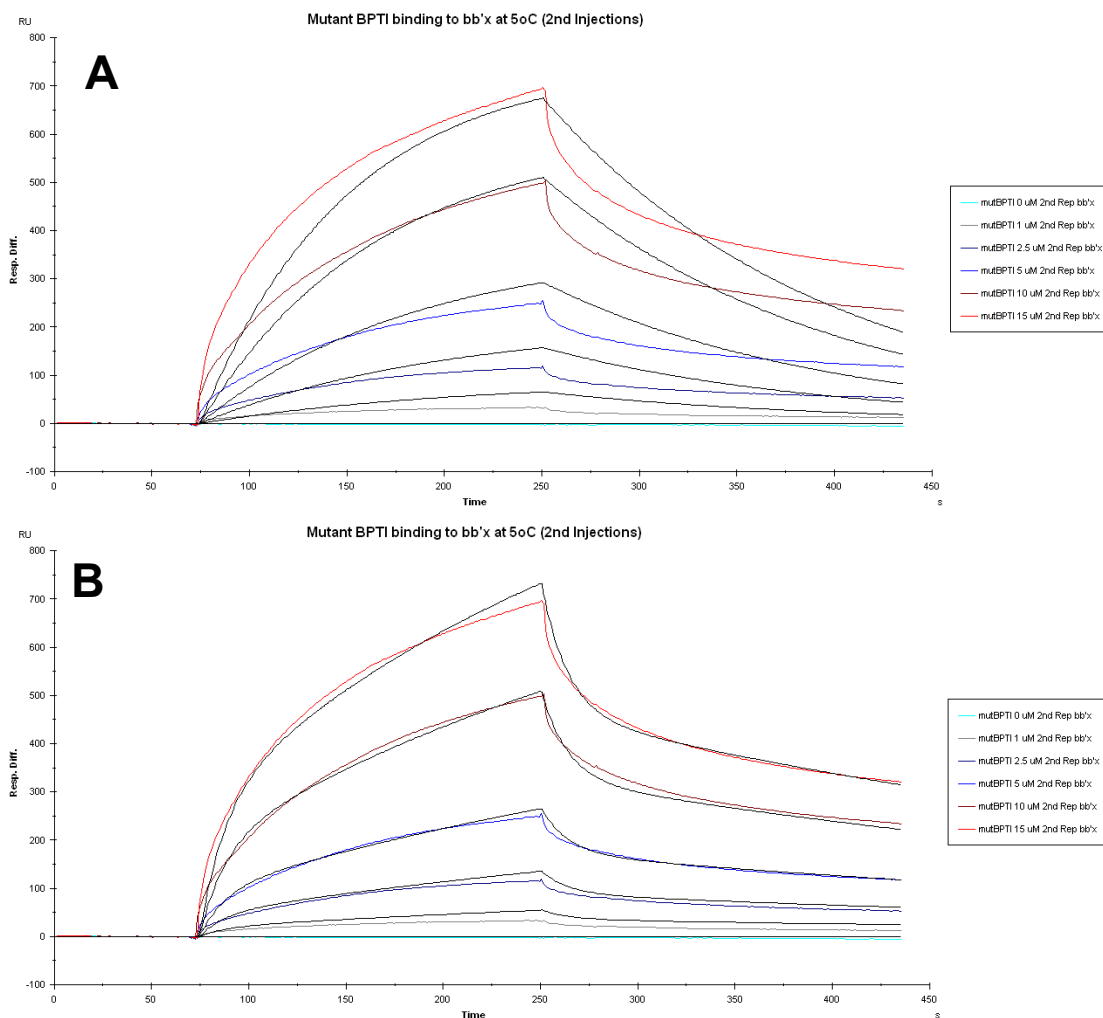 Mutant BPTI binding to bb'x at 5oC (2nd Injections)
RU
A
800
700
600
500
400
300
200
100
0
-100
Resp. Diff.
0 50 100 150 200 250 300 350 400 450
Time s
mutBPTI 0 uM 2nd Rep bb'x
mutBPTI 1 uM 2nd Rep bb'x
mutBPTI 2.5 uM 2nd Rep bb'x
mutBPTI 5 uM 2nd Rep bb'x
mutBPTI 10 uM 2nd Rep bb'x
mutBPTI 15 uM 2nd Rep bb'x
Mutant BPTI binding to bb'x at 5oC (2nd Injections)
RU
B
800
700
600
500
400
300
200
100
0
-100
Resp. Diff.
0 50 100 150 200 250 300 350 400 450
Time s
mutBPTI 0 uM 2nd Rep bb'x
mutBPTI 1 uM 2nd Rep bb'x
mutBPTI 2.5 uM 2nd Rep bb'x
mutBPTI 5 uM 2nd Rep bb'x
mutBPTI 10 uM 2nd Rep bb'x
mutBPTI 15 uM 2nd Rep bb'x